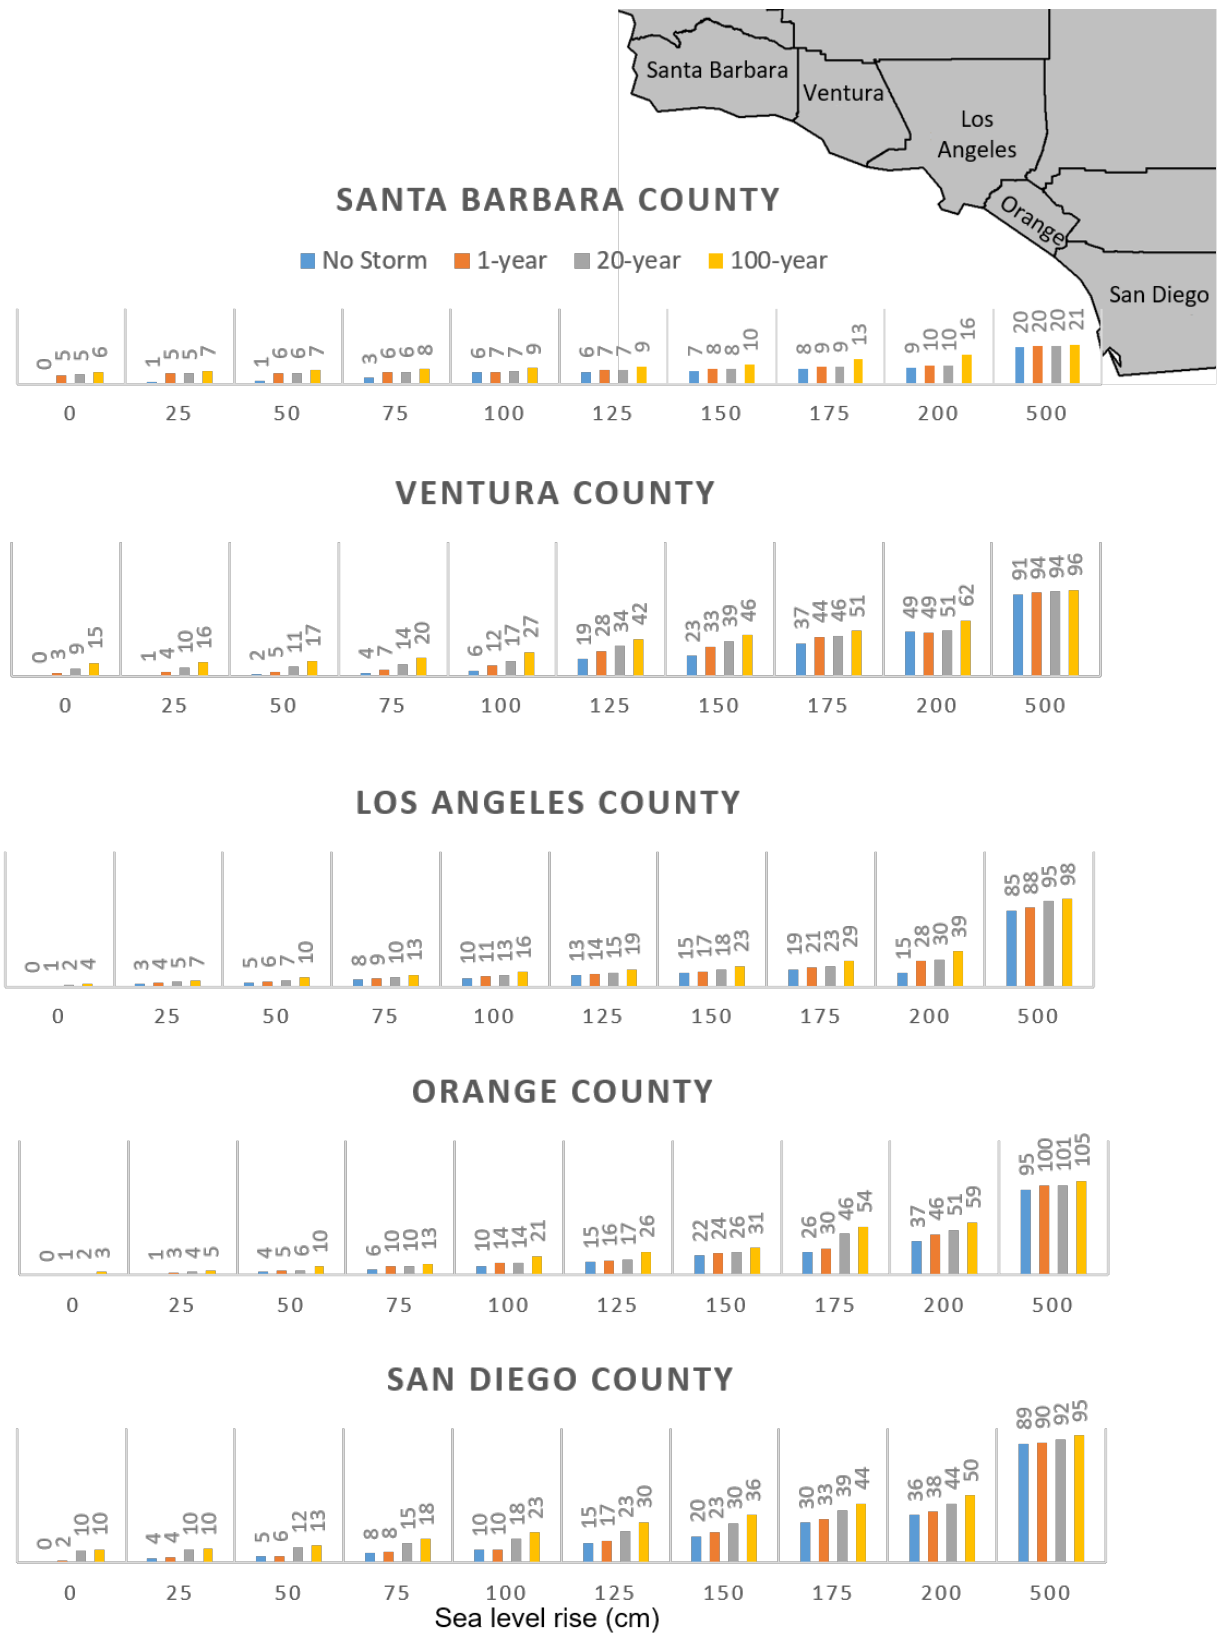 Santa Barbara
Ventura
Los
Angeles
Orange
San Diego
SANTA BARBARA COUNTY
No Storm 1-year 20-year 100-year
0 5 5 6 1 5 5 7 1 6 6 7 3 6 6 8 6 7 7 9 6 7 7 9 7 8 8 10 8 9 9 13 9 10 10 16 20 20 20 21
0 25 50 75 100 125 150 175 200 500
VENTURA COUNTY
0 3 9 15 1 4 10 16 2 5 11 17 4 7 14 20 6 12 17 27 19 28 34 42 23 33 39 46 37 44 46 51 49 49 51 62 91 94 94 96
0 25 50 75 100 125 150 175 200 500
LOS ANGELES COUNTY
0 1 2 4 3 4 5 7 5 6 7 10 8 9 10 13 10 11 13 16 13 14 15 19 15 17 18 23 19 21 23 29 15 28 30 39 85 88 95 98
0 25 50 75 100 125 150 175 200 500
ORANGE COUNTY
0 1 2 3 1 3 4 5 4 5 6 10 6 10 10 13 10 14 14 21 15 16 17 26 22 24 26 31 26 30 46 54 37 46 51 59 95 100 101 105
0 25 50 75 100 125 150 175 200 500
SAN DIEGO COUNTY
0 2 10 10 4 4 10 10 5 6 12 13 8 8 15 18 10 10 18 23 15 17 23 30 20 23 30 36 30 33 39 44 36 38 44 50 89 90 92 95
0 25 50 75 100 125 150 175 200 500
Sea level rise (cm)